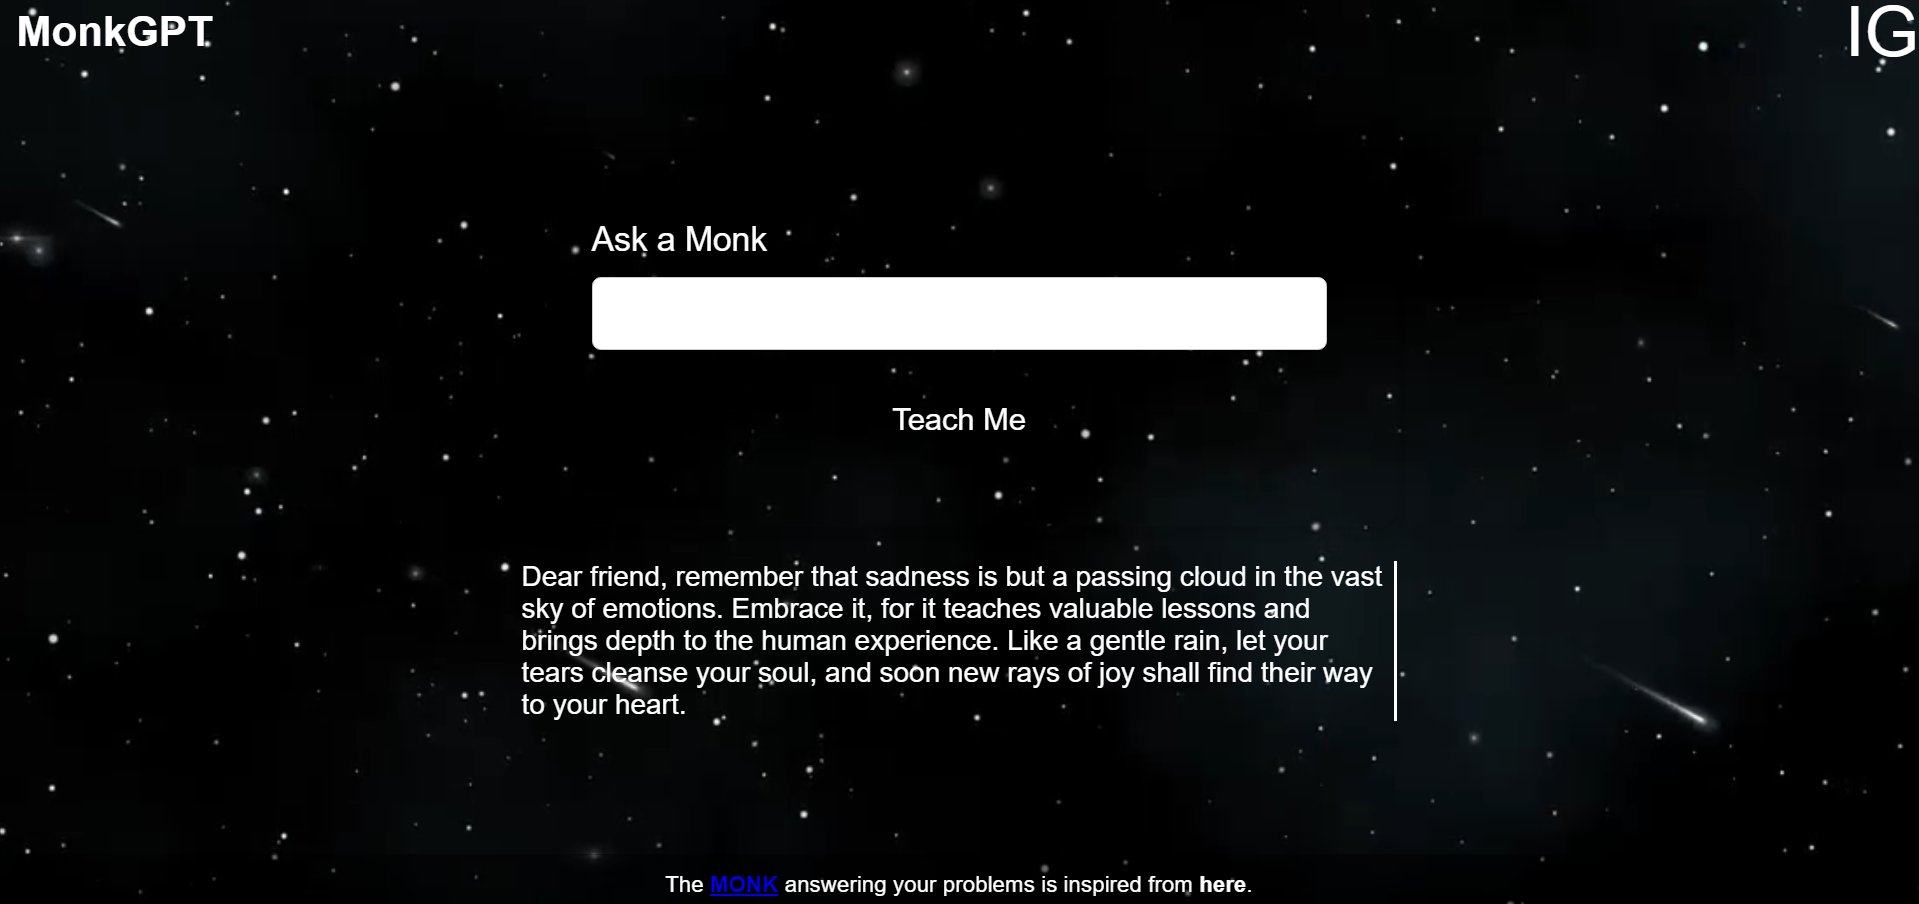 MonkGPT
IG
Ask a Monk
Teach Me
Dear friend, remember that sadness is but a passing cloud in the vast
sky of emotions. Embrace it, for it teaches valuable lessons and
brings depth to the human experience. Like a gentle rain, let your
tears cleanse your soul, and soon new rays of joy shall find their way
to your heart.
The MONK answering your problems is inspired from here.